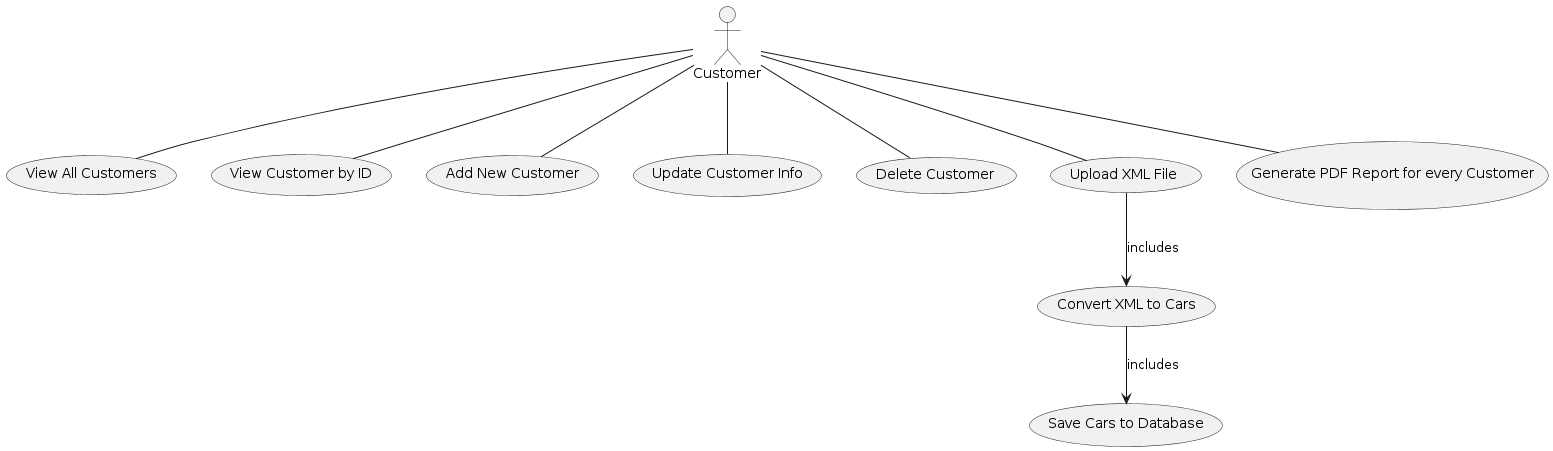 Customer
View All Customers
View Customer by ID
Add New Customer
Update Customer Info
Delete Customer
Upload XML File
Generate PDF Report for every Customer
includes
Convert XML to Cars
includes
Save Cars to Database